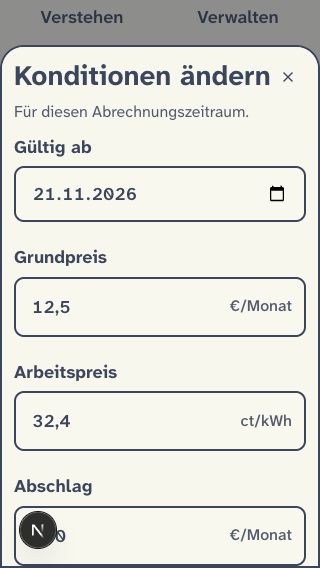 Verstehen Verwalten
Konditionen ändern ×
Für diesen Abrechnungszeitraum.
Gültig ab
21.11.2026
Grundpreis
12,5 €/Monat
Arbeitspreis
32,4 ct/kWh
Abschlag
N €/Monat